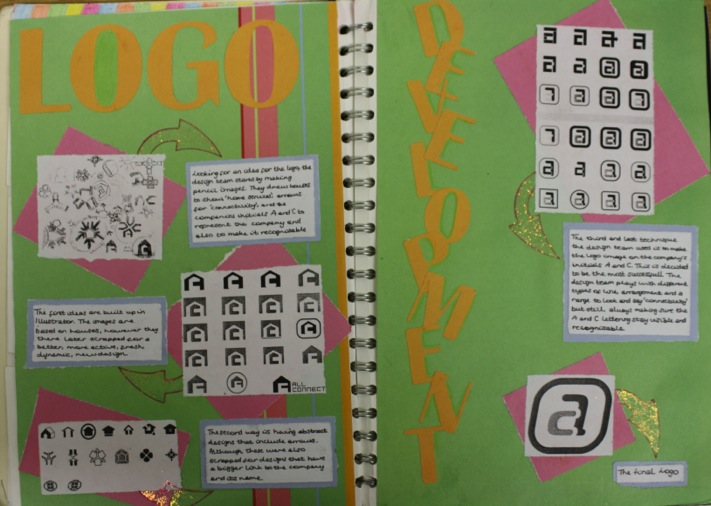 LOGO
DEVELOPMENT
Looking for an idea for the logo, the
design team starts by making
pencil images. They drew houses
to show 'home service', arrows
for 'connectivity', and the
companies initials A and C to
represent the company and
also to make it recognisable
The first ideas are built up in
Illustrator. The images are
based on houses, however they
there later scrapped for a
better, more active, fresh,
dynamic, new design.
ALL
CONNECT
The second way is having abstract
designs that include arrows.
Although, these were also
scrapped for designs that have
a bigger link to the company
and its name.
The third and last technique
the design team used is to make
the logo image on the company's
initials A and C. This is decided
to be the most successful. The
design team plays with different
types of line arrangement and a
range to look and say 'connectivity'
but still, always making sure the
A and C lettering stay visible and
recognisable.
The final logo